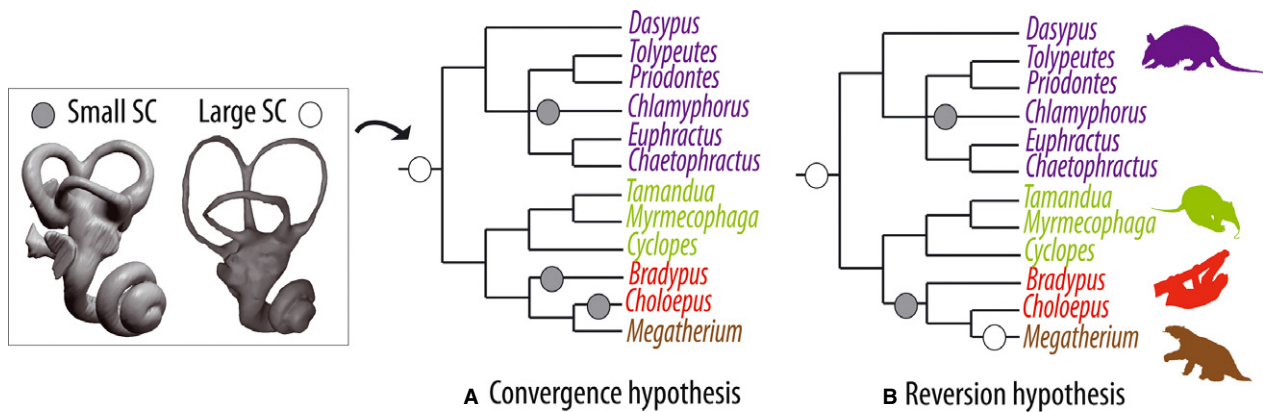 Small SC
Large SC
Dasypus
Tolypeutes
Priodontes
Chlamyphorus
Euphractus
Chaetophractus
Tamandua
Myrmecophaga
Cyclopes
Bradypus
Choloepus
Megatherium
A Convergence hypothesis
Dasypus
Tolypeutes
Priodontes
Chlamyphorus
Euphractus
Chaetophractus
Tamandua
Myrmecophaga
Cyclopes
Bradypus
Choloepus
Megatherium
B Reversion hypothesis